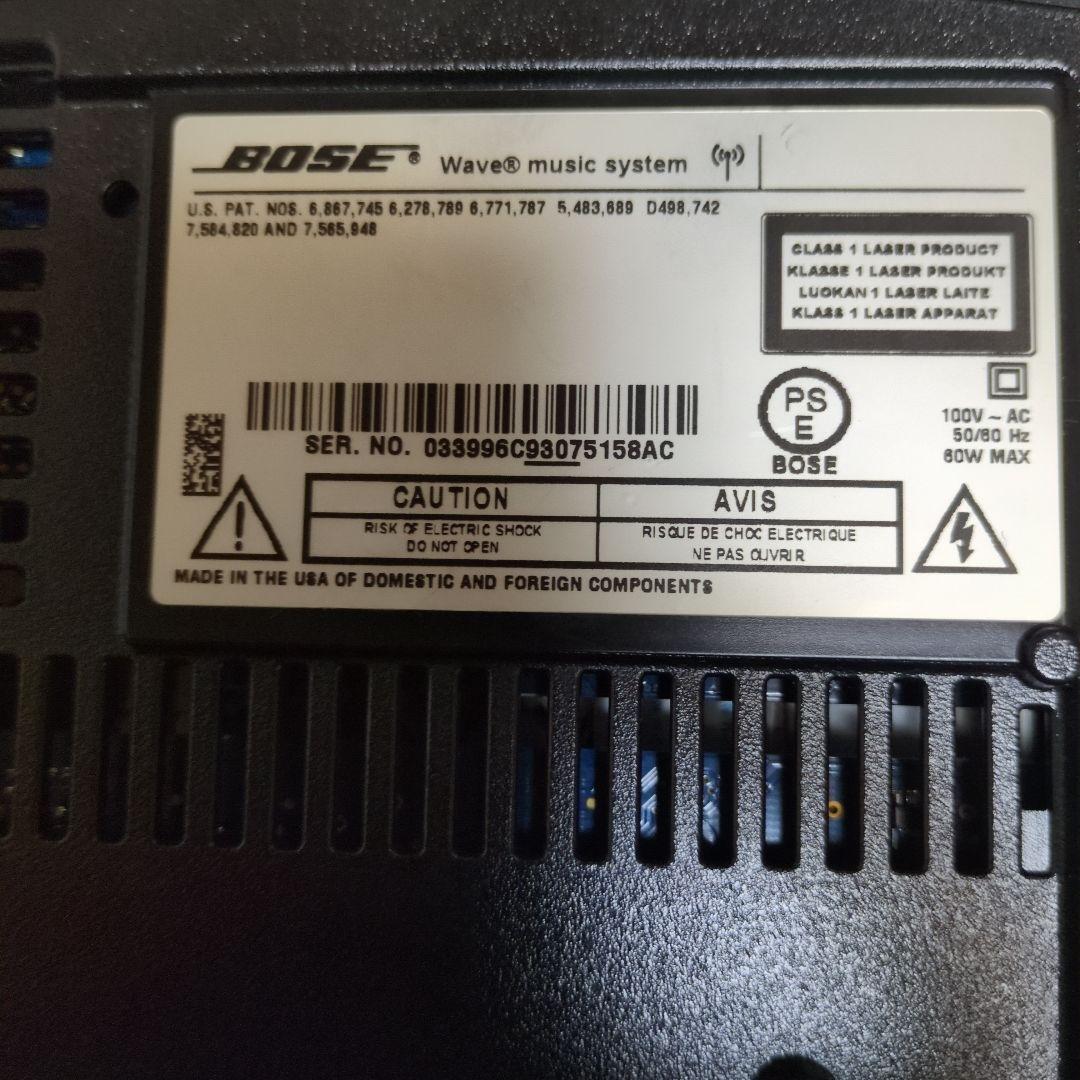 BOSE® Wave® music system
U.S. PAT. NOS. 6,867,745 6,278,789 6,771,787 5,483,689 D498,742
7,584,820 AND 7,565,948
CLASS 1 LASER PRODUCT
KLASSE 1 LASER PRODUKT
LUOKAN 1 LASER LAITE
KLASS 1 LASER APPARAT
PS
E
BOSE
100V ~ AC
50/60 Hz
60W MAX
SER. NO. 033996C93075158AC
CAUTION
RISK OF ELECTRIC SHOCK
DO NOT OPEN
AVIS
RISQUE DE CHOC ELECTRIQUE
NE PAS OUVRIR
MADE IN THE USA OF DOMESTIC AND FOREIGN COMPONENTS